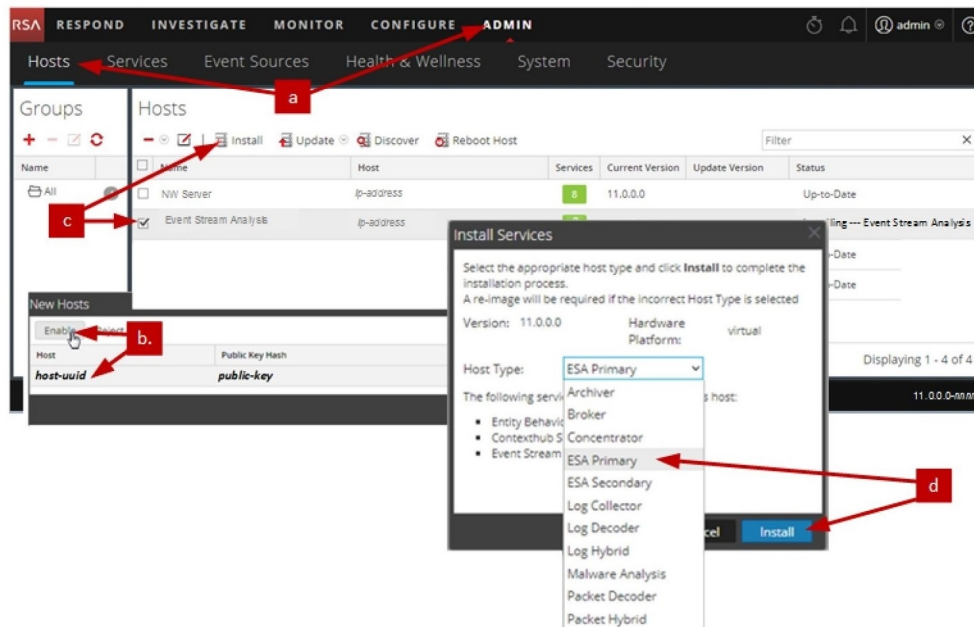 RSA RESPOND INVESTIGATE MONITOR CONFIGURE ADMIN admin
Hosts Services Event Sources Health & Wellness System Security
a
Groups
Hosts
Install Update Discover Reboot Host Filter
Name
Name Host Services Current Version Update Version Status
All
NW Server ip-address 8 11.0.0.0 Up-to-Date
c
Event Stream Analysis ip-address ling --- Event Stream Analysis
-Date
-Date
Install Services
Select the appropriate host type and click Install to complete the
installation process.
A re-image will be required if the incorrect Host Type is selected
Version: 11.0.0.0 Hardware
Platform: virtual
Host Type: ESA Primary
The following servi s host:
Entity Behavio
Contexthub S
Event Stream
Archiver
Broker
Concentrator
ESA Primary
ESA Secondary
Log Collector
Log Decoder
Log Hybrid
Malware Analysis
Packet Decoder
Packet Hybrid
cel Install
d
New Hosts
Enable Reject
b.
Host Public Key Hash
host-uuid public-key
Displaying 1 - 4 of 4
11.0.0.0-nnn